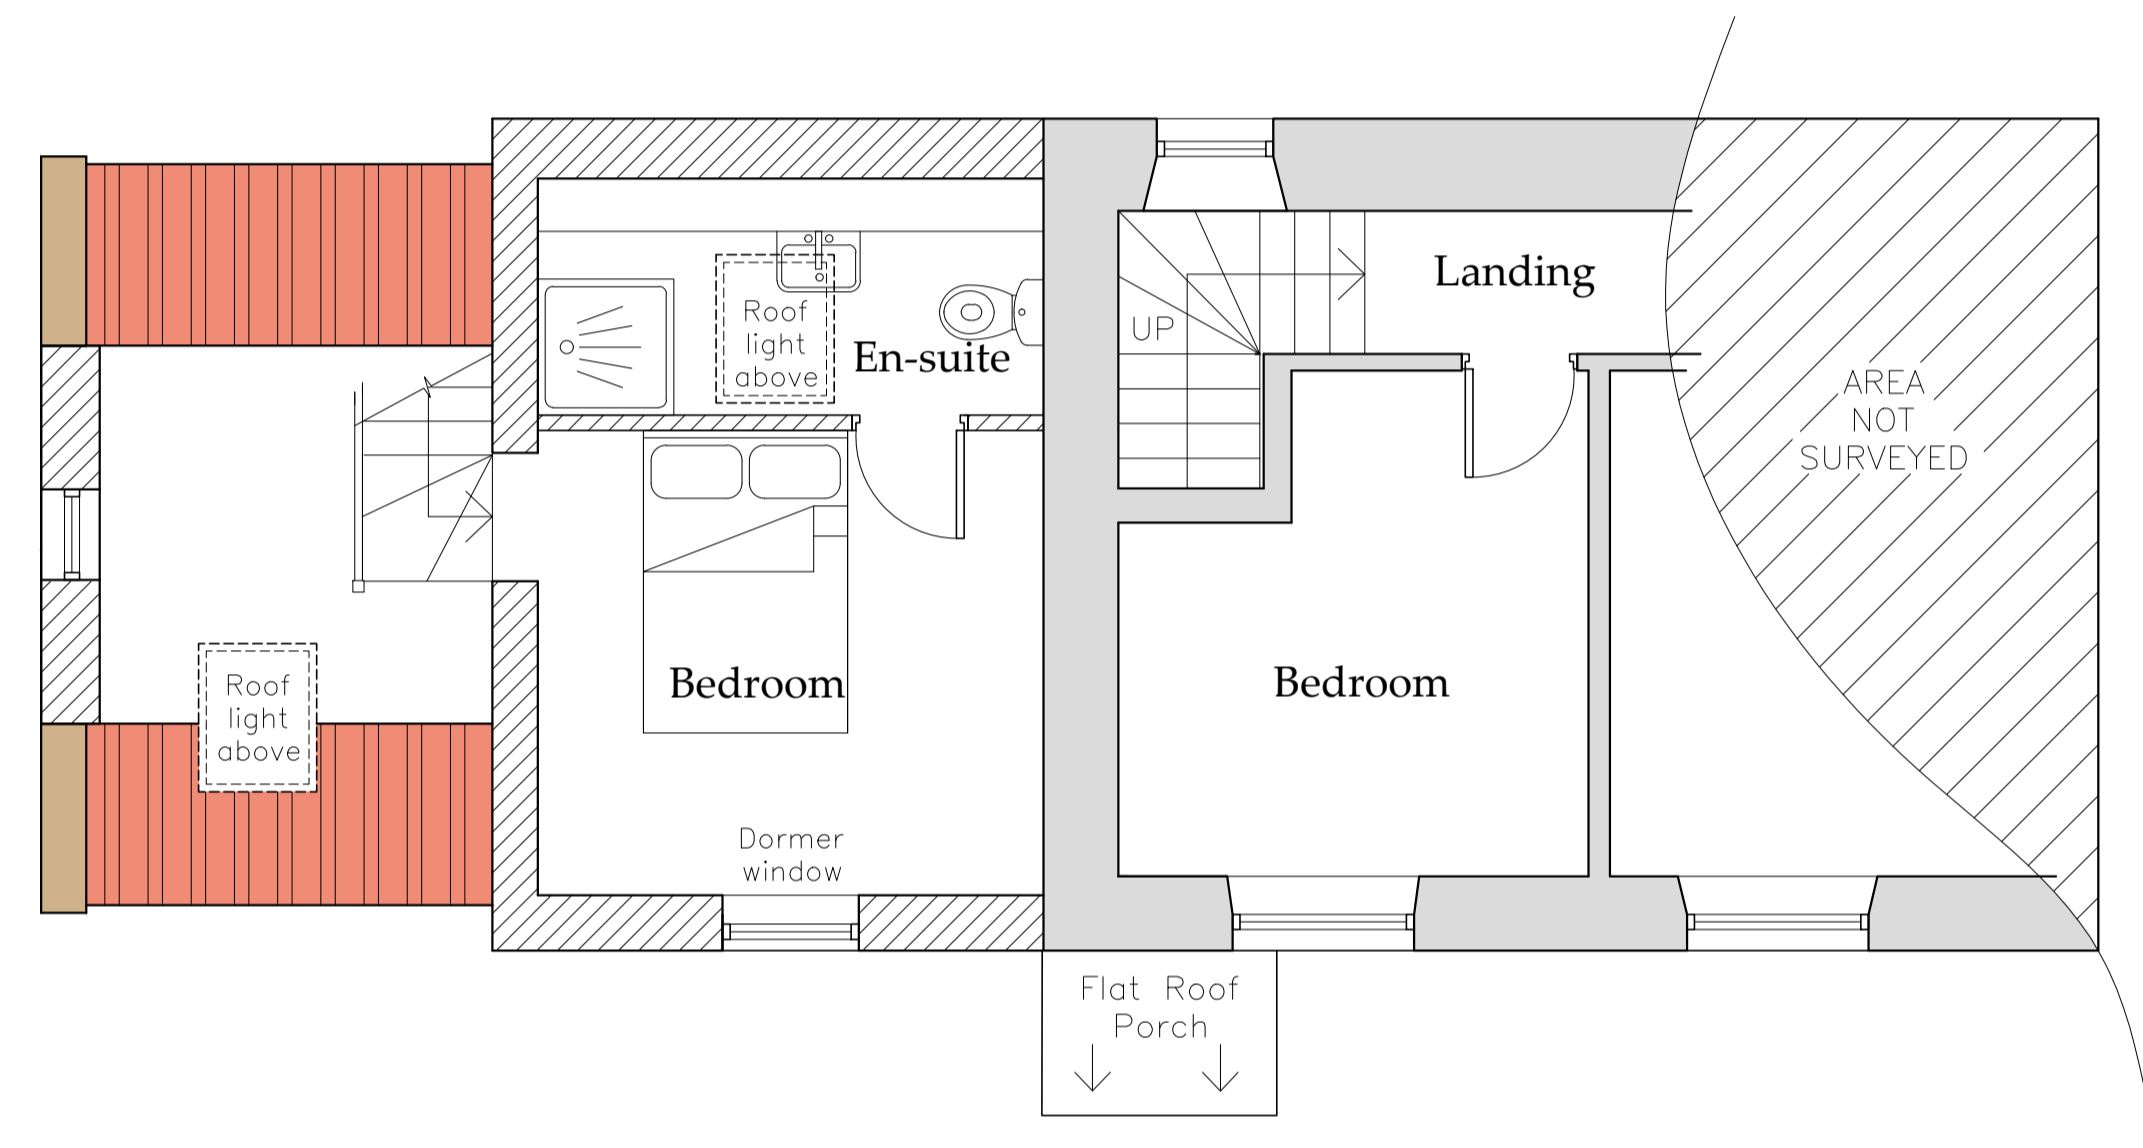 Landing
UP
Roof
light
above
En-suite
AREA
NOT
SURVEYED
Bedroom
Bedroom
Roof
light
above
Dormer
window
Flat Roof
Porch